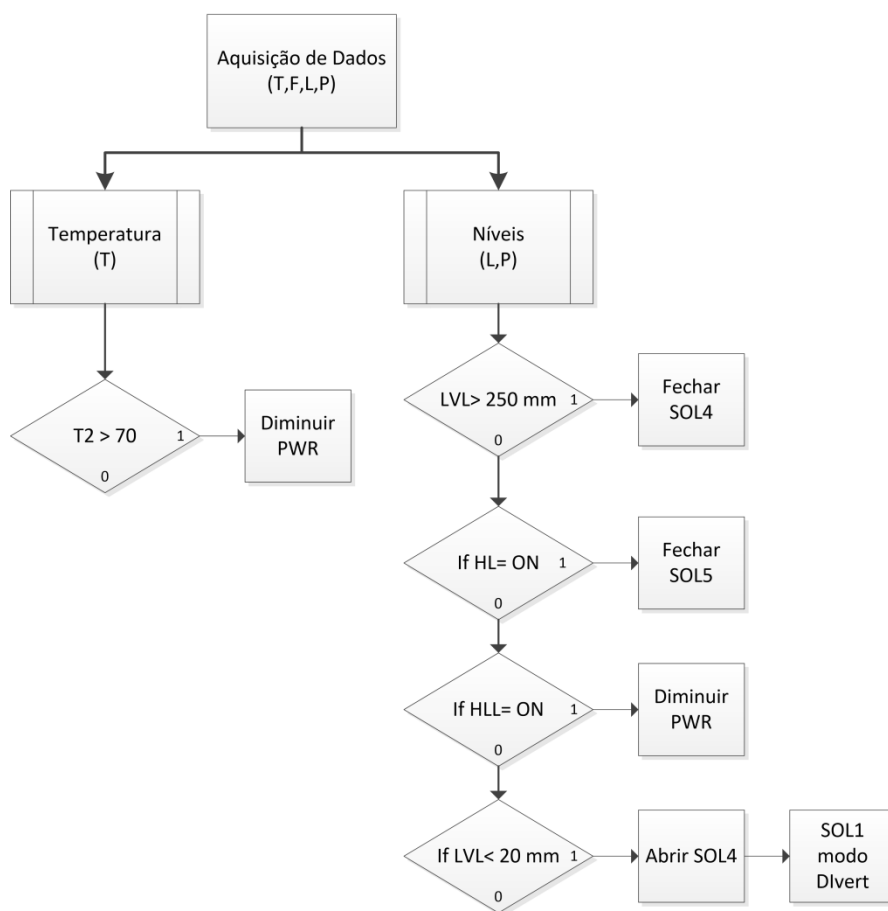 Aquisição de Dados
(T,F,L,P)
Temperatura
(T)
Níveis
(L,P)
T2 > 70
1
0
Diminuir
PWR
LVL> 250 mm
1
0
Fechar
SOL4
If HL= ON
1
0
Fechar
SOL5
If HLL= ON
1
0
Diminuir
PWR
If LVL< 20 mm
1
0
Abrir SOL4
SOL1
modo
DIvert